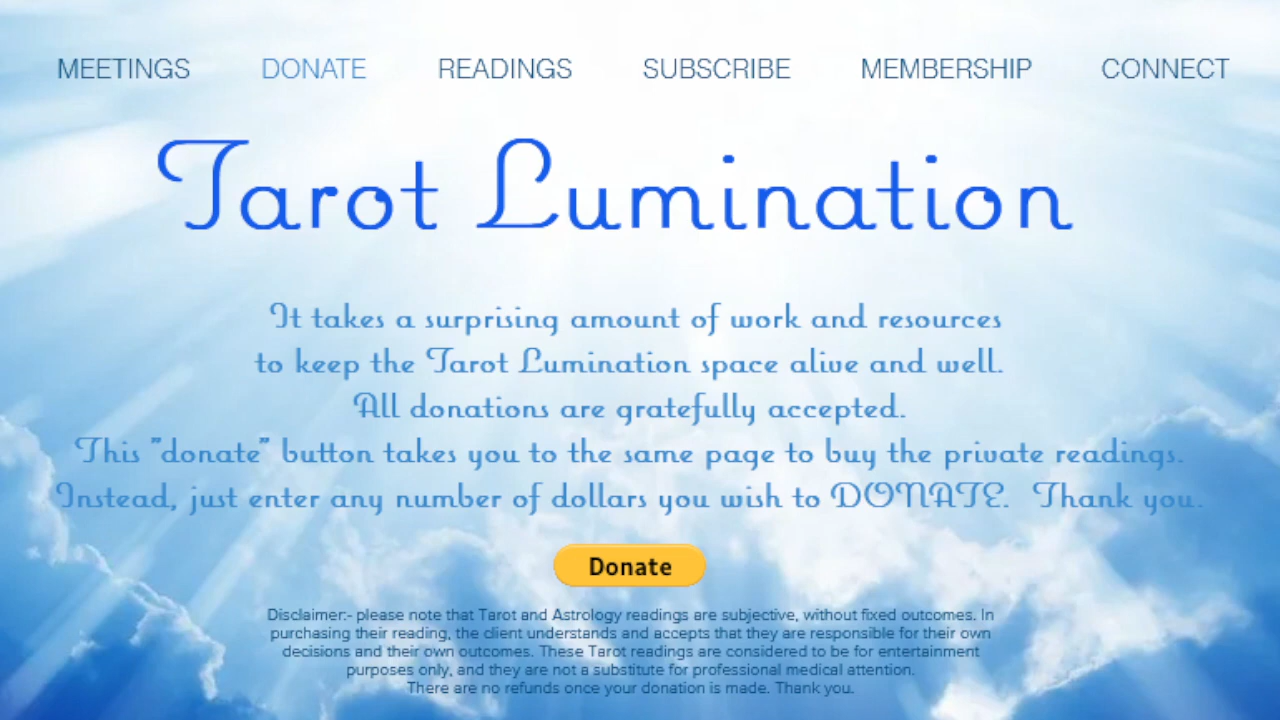 MEETINGS DONATE READINGS SUBSCRIBE MEMBERSHIP CONNECT
Tarot Lumination
It takes a surprising amount of work and resources
to keep the Tarot Lumination space alive and well.
All donations are gratefully accepted.
This "donate" button takes you to the same page to buy the private readings.
Instead, just enter any number of dollars you wish to DONATE. Thank you.
Donate
Disclaimer:- please note that Tarot and Astrology readings are subjective, without fixed outcomes. In
purchasing their reading, the client understands and accepts that they are responsible for their own
decisions and their own outcomes. These Tarot readings are considered to be for entertainment
purposes only, and they are not a substitute for professional medical attention.
There are no refunds once your donation is made. Thank you.